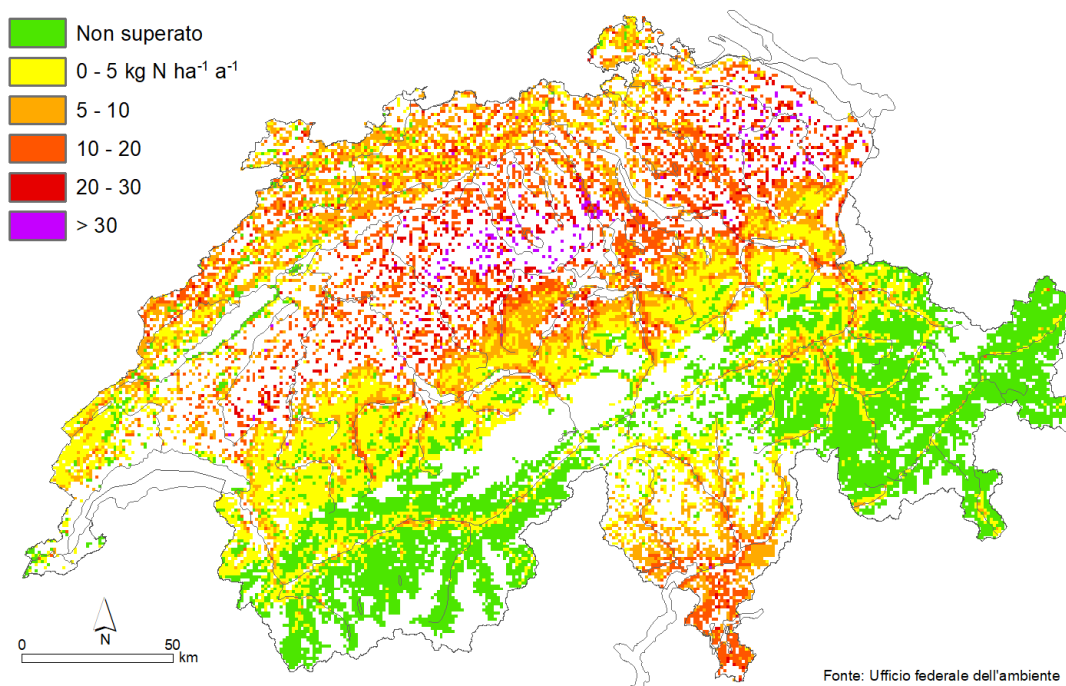 Non superato
0 - 5 kg N ha⁻¹ a⁻¹
5 - 10
10 - 20
20 - 30
> 30
N
0 50
km
Fonte: Ufficio federale dell'ambiente